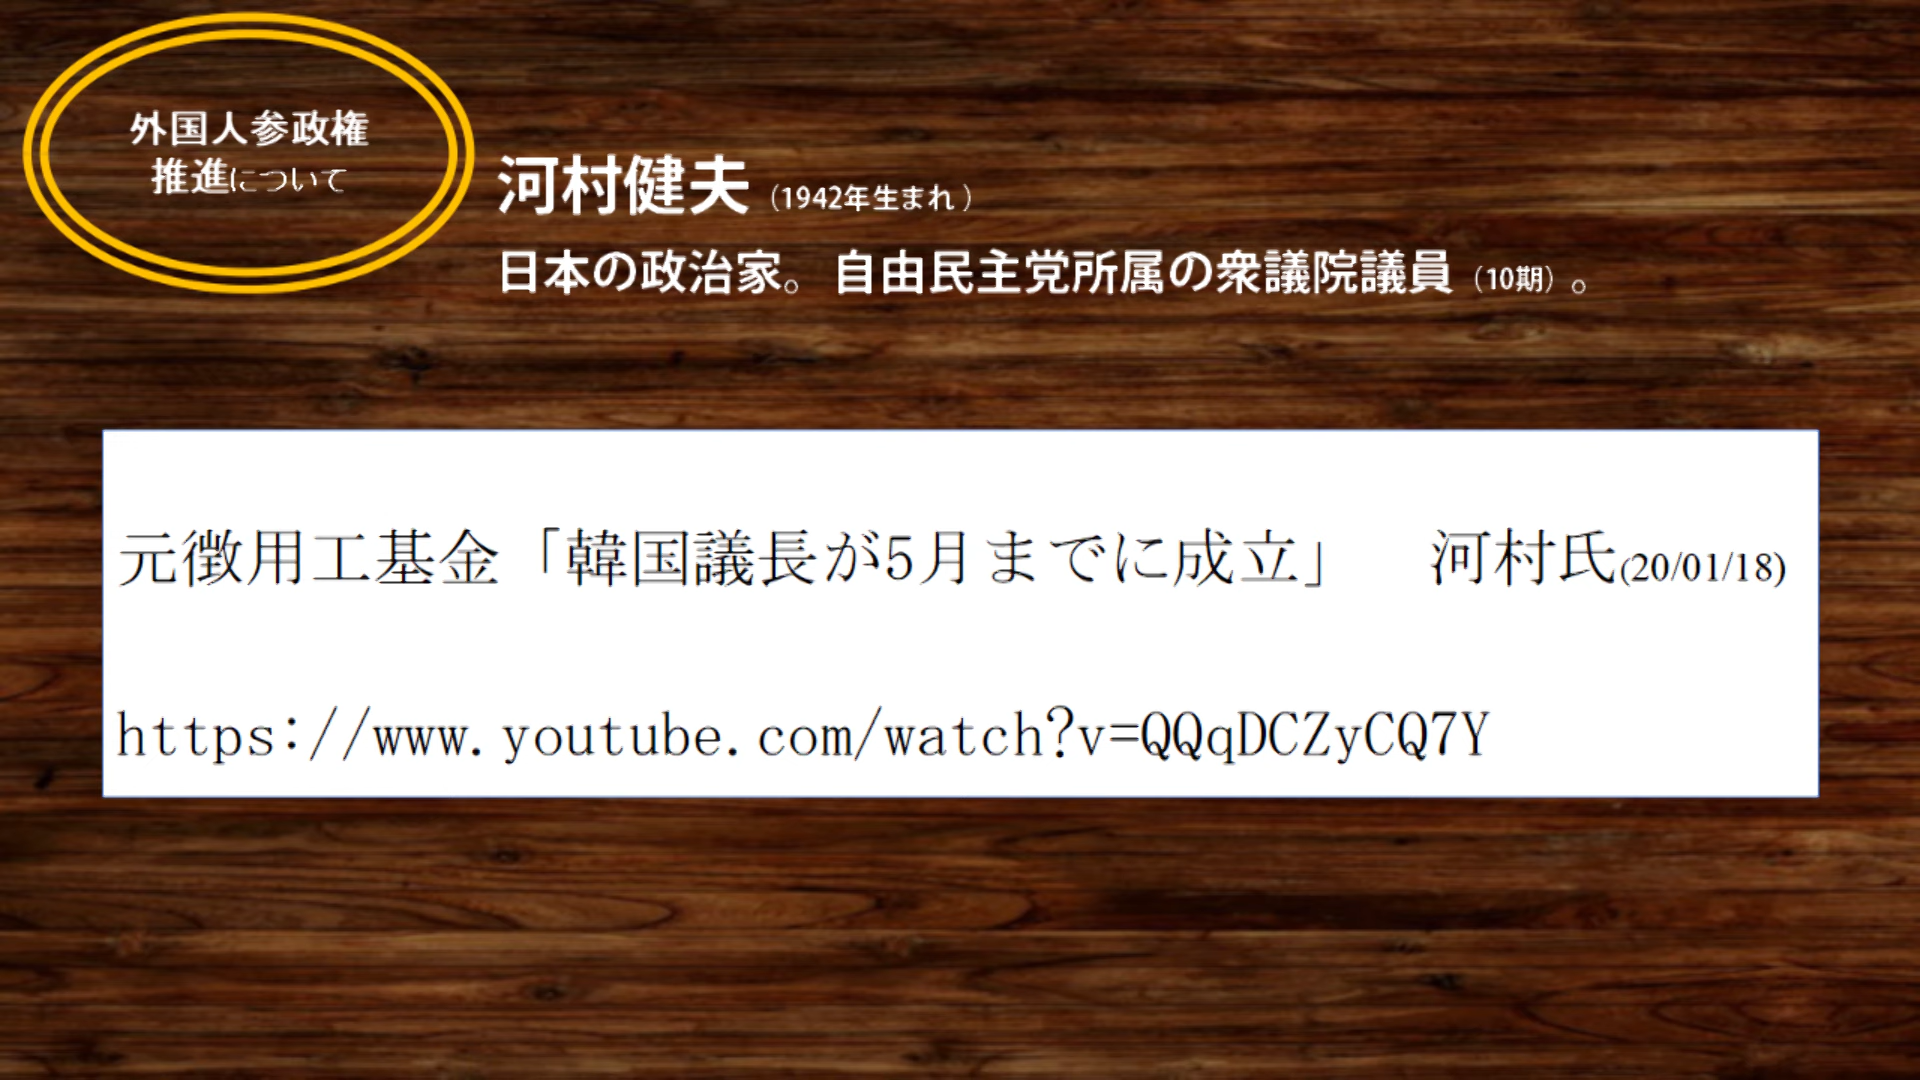 外国人参政権
推進について
河村健夫（1942年生まれ）
日本の政治家。自由民主党所属の衆議院議員（10期）。
元徴用工基金「韓国議長が5月までに成立」　河村氏(20/01/18)
https://www.youtube.com/watch?v=QQqDCZyCQ7Y